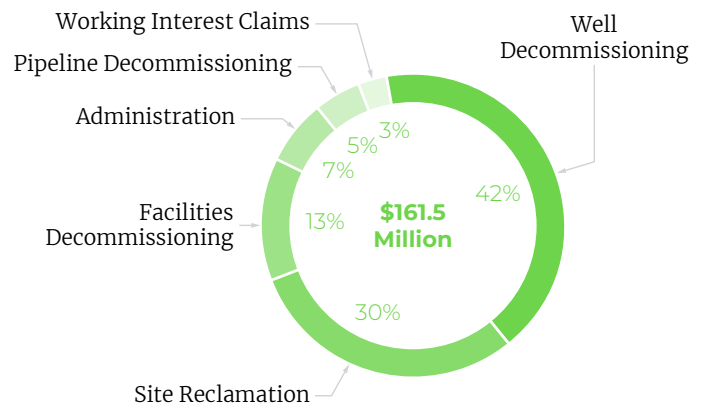 Working Interest Claims
Well
Decommissioning
Pipeline Decommissioning
Administration
3%
5%
7%
42%
Facilities
Decommissioning
13%
$161.5
Million
30%
Site Reclamation